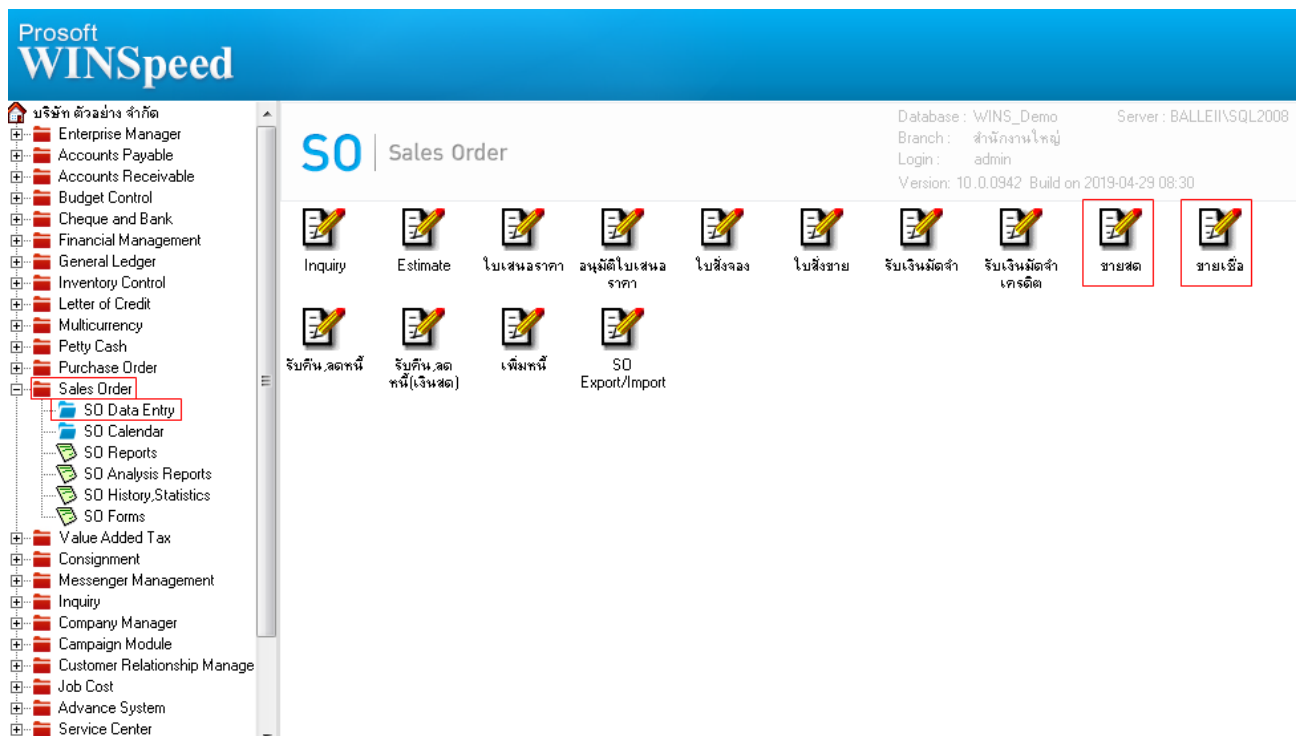 Prosoft
WINSpeed
บริษัท ตัวอย่าง จำกัด
Enterprise Manager
Accounts Payable
Accounts Receivable
Budget Control
Cheque and Bank
Financial Management
General Ledger
Inventory Control
Letter of Credit
Multicurrency
Petty Cash
Purchase Order
Sales Order
SO Data Entry
SO Calendar
SO Reports
SO Analysis Reports
SO History,Statistics
SO Forms
Value Added Tax
Consignment
Messenger Management
Inquiry
Company Manager
Campaign Module
Customer Relationship Manage
Job Cost
Advance System
Service Center
SO Sales Order
Database : WINS_Demo Server : BALLEII\SQL2008
Branch : สำนักงานใหญ่
Login : admin
Version: 10.0.0942 Build on 2019-04-29 08:30
Inquiry
Estimate
ใบเสนอราคา
อนุมัติใบเสนอ
ราคา
ใบสั่งจอง
ใบสั่งขาย
รับเงินมัดจำ
รับเงินมัดจำ
เครดิต
ขายสด
ขายเชื่อ
รับคืน,ลดหนี้
รับคืน,ลด
หนี้(เงินสด)
เพิ่มหนี้
SO
Export/Import